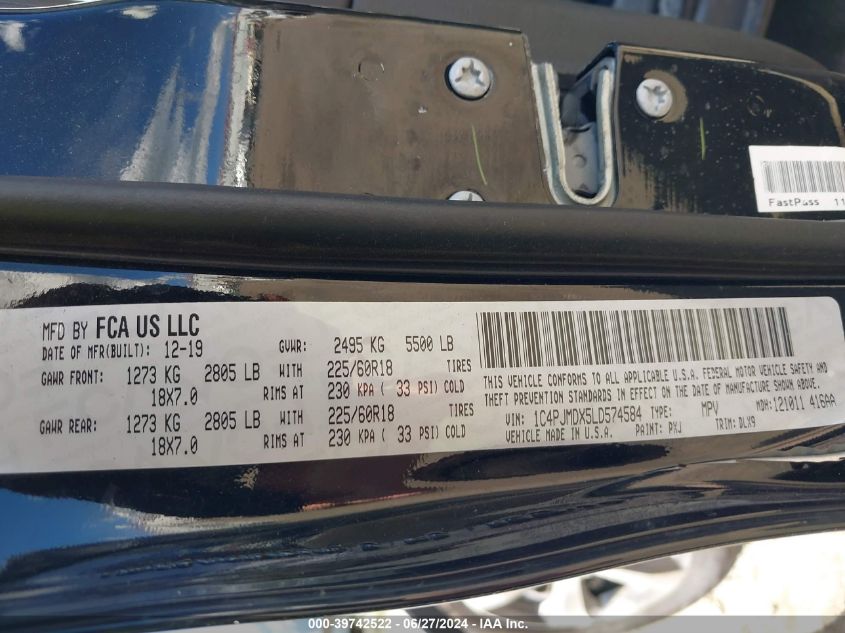 FastPass 11
MFD BY FCA US LLC
DATE OF MFR(BUILT): 12-19 GVWR: 2495 KG 5500 LB
GAWR FRONT: 1273 KG 2805 LB WITH 225/60R18 TIRES
18X7.0 RIMS AT 230 KPA ( 33 PSI) COLD
GAWR REAR: 1273 KG 2805 LB WITH 225/60R18 TIRES
18X7.0 RIMS AT 230 KPA ( 33 PSI) COLD
THIS VEHICLE CONFORMS TO ALL APPLICABLE U.S.A. FEDERAL MOTOR VEHICLE SAFETY AND
THEFT PREVENTION STANDARDS IN EFFECT ON THE DATE OF MANUFACTURE SHOWN ABOVE.
VIN: 1C4PJMDX5LD574584 TYPE: MPV MDH: 121011 416AA
VEHICLE MADE IN U.S.A. PAINT: PXJ TRIM: DLX9
000-39742522 - 06/27/2024 - IAA Inc.